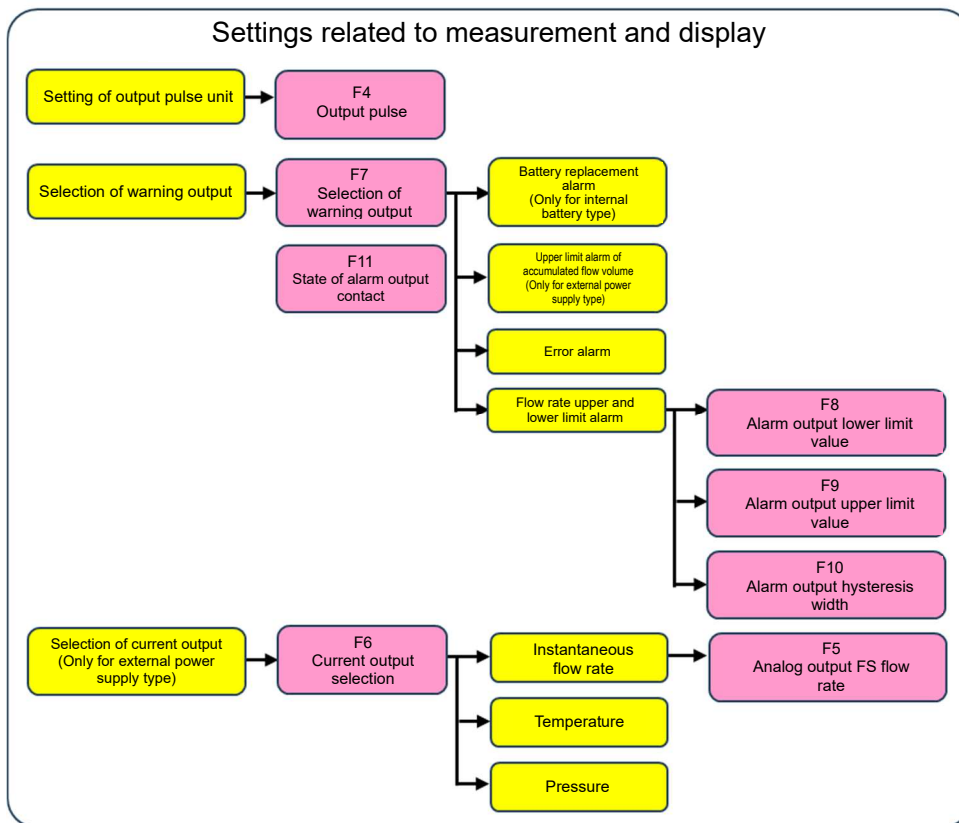 Settings related to measurement and display
Setting of output pulse unit
F4
Output pulse
Selection of warning output
F7
Selection of
warning output
Battery replacement
alarm
(Only for internal
battery type)
F11
State of alarm output
contact
Upper limit alarm of
accumulated flow volume
(Only for external power
supply type)
Error alarm
Flow rate upper and
lower limit alarm
F8
Alarm output lower limit
value
F9
Alarm output upper limit
value
F10
Alarm output hysteresis
width
Selection of current output
(Only for external power
supply type)
F6
Current output
selection
Instantaneous
flow rate
F5
Analog output FS flow
rate
Temperature
Pressure